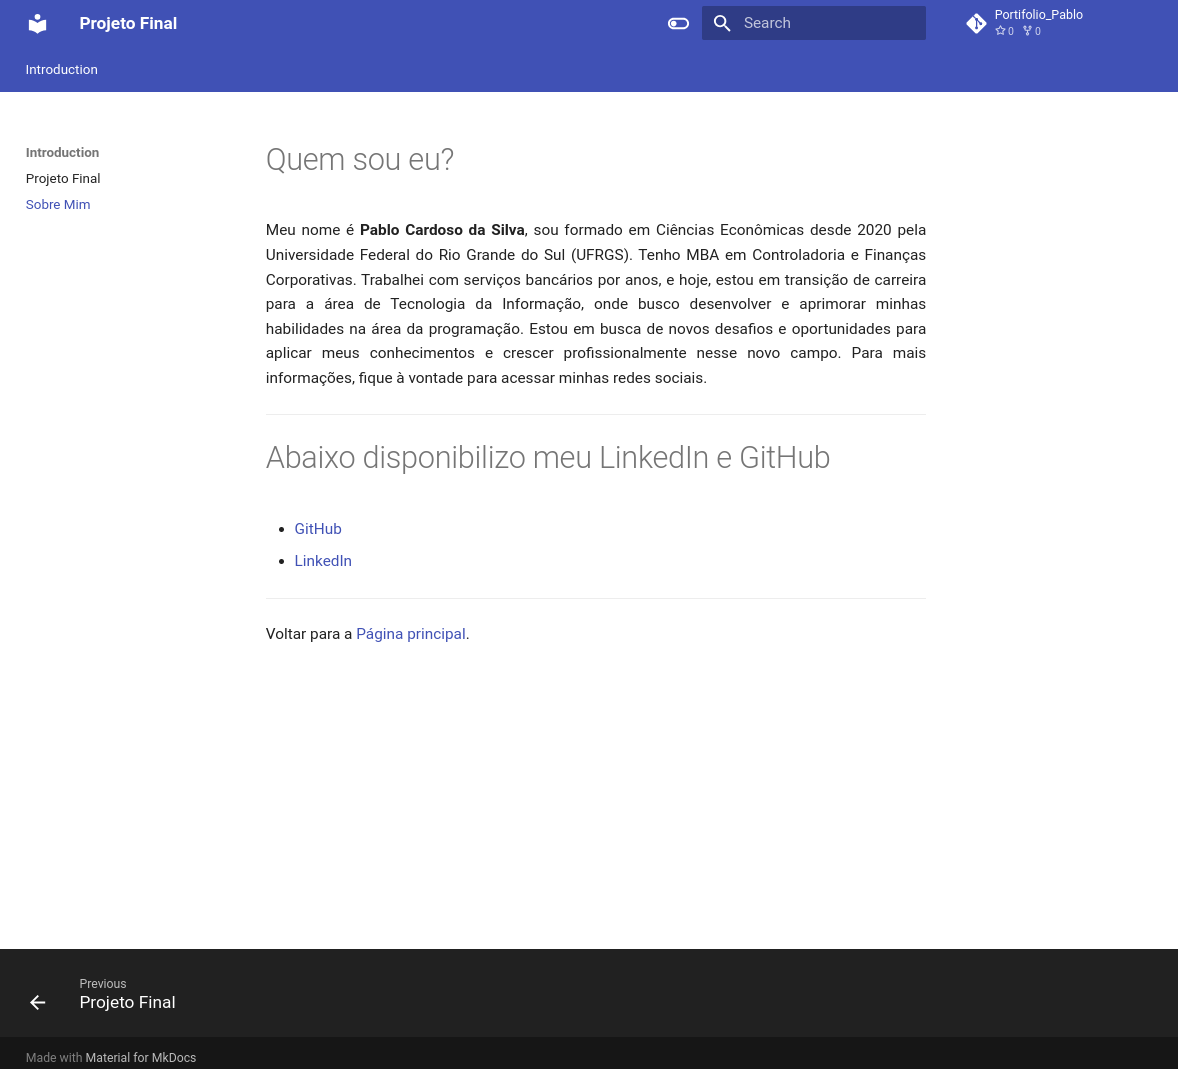 Projeto Final
Search
Portifolio_Pablo
0 0
Introduction
Introduction
Projeto Final
Sobre Mim
Quem sou eu?
Meu nome é Pablo Cardoso da Silva, sou formado em Ciências Econômicas desde 2020 pela
Universidade Federal do Rio Grande do Sul (UFRGS). Tenho MBA em Controladoria e Finanças
Corporativas. Trabalhei com serviços bancários por anos, e hoje, estou em transição de carreira
para a área de Tecnologia da Informação, onde busco desenvolver e aprimorar minhas
habilidades na área da programação. Estou em busca de novos desafios e oportunidades para
aplicar meus conhecimentos e crescer profissionalmente nesse novo campo. Para mais
informações, fique à vontade para acessar minhas redes sociais.
Abaixo disponibilizo meu LinkedIn e GitHub
GitHub
LinkedIn
Voltar para a Página principal.
Previous
Projeto Final
Made with Material for MkDocs